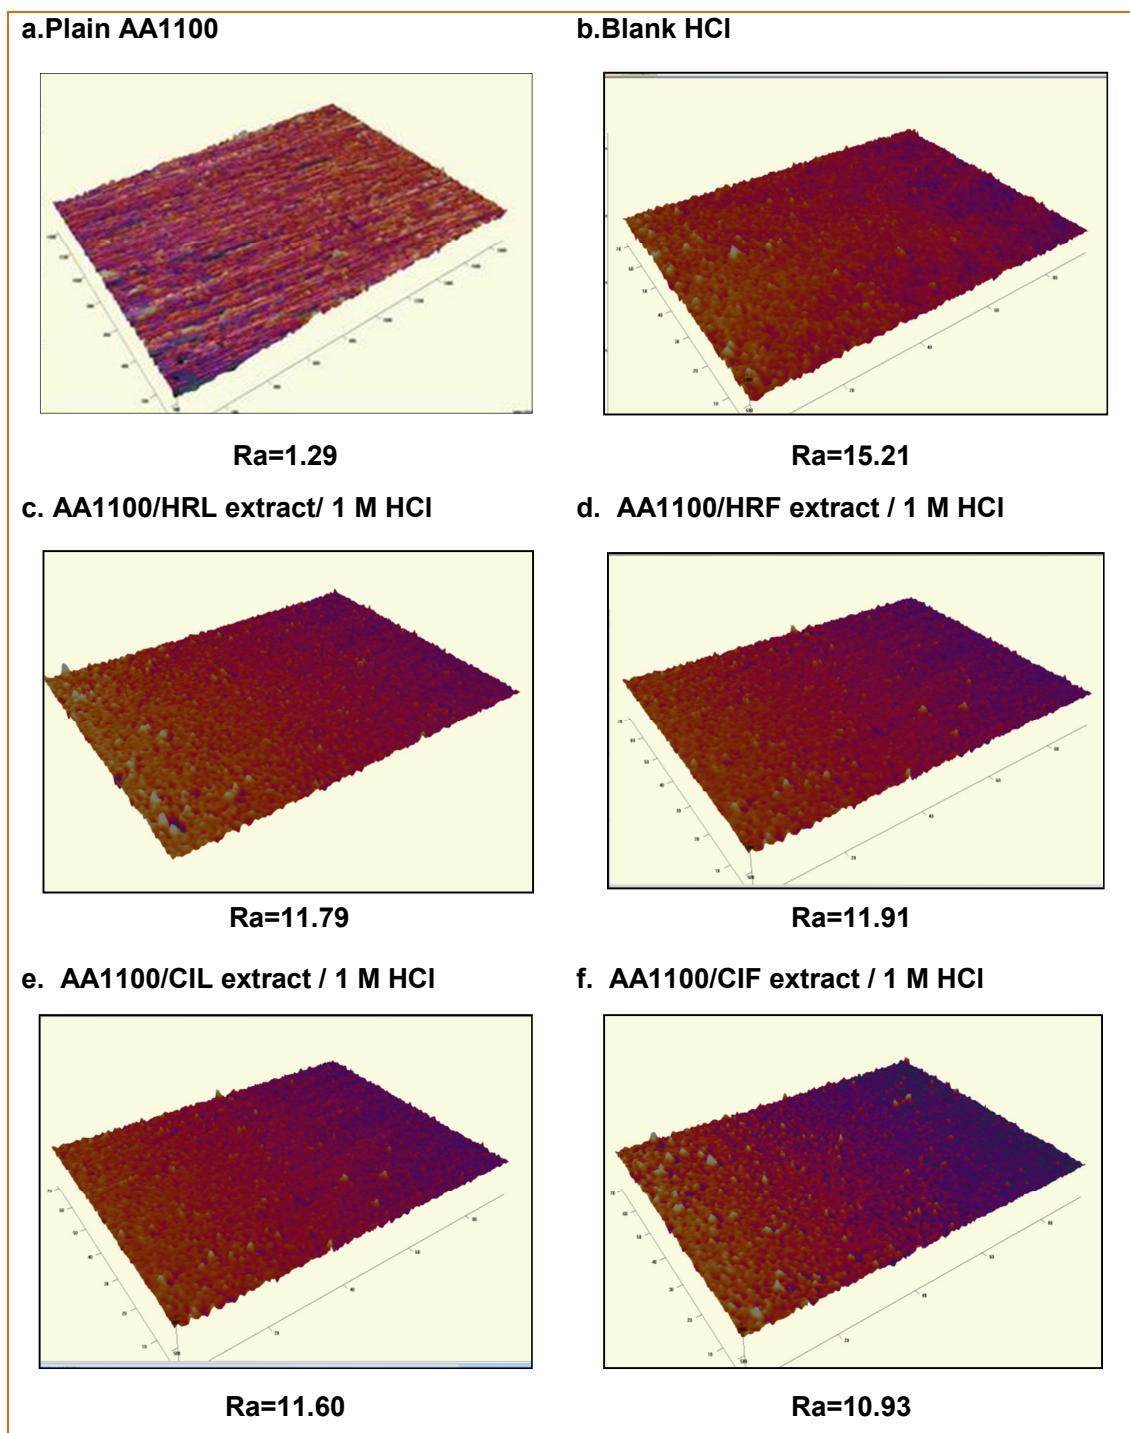 a.Plain AA1100
b.Blank HCl
Ra=1.29
Ra=15.21
c. AA1100/HRL extract/ 1 M HCl
d. AA1100/HRF extract / 1 M HCl
Ra=11.79
Ra=11.91
e. AA1100/CIL extract / 1 M HCl
f. AA1100/CIF extract / 1 M HCl
Ra=11.60
Ra=10.93